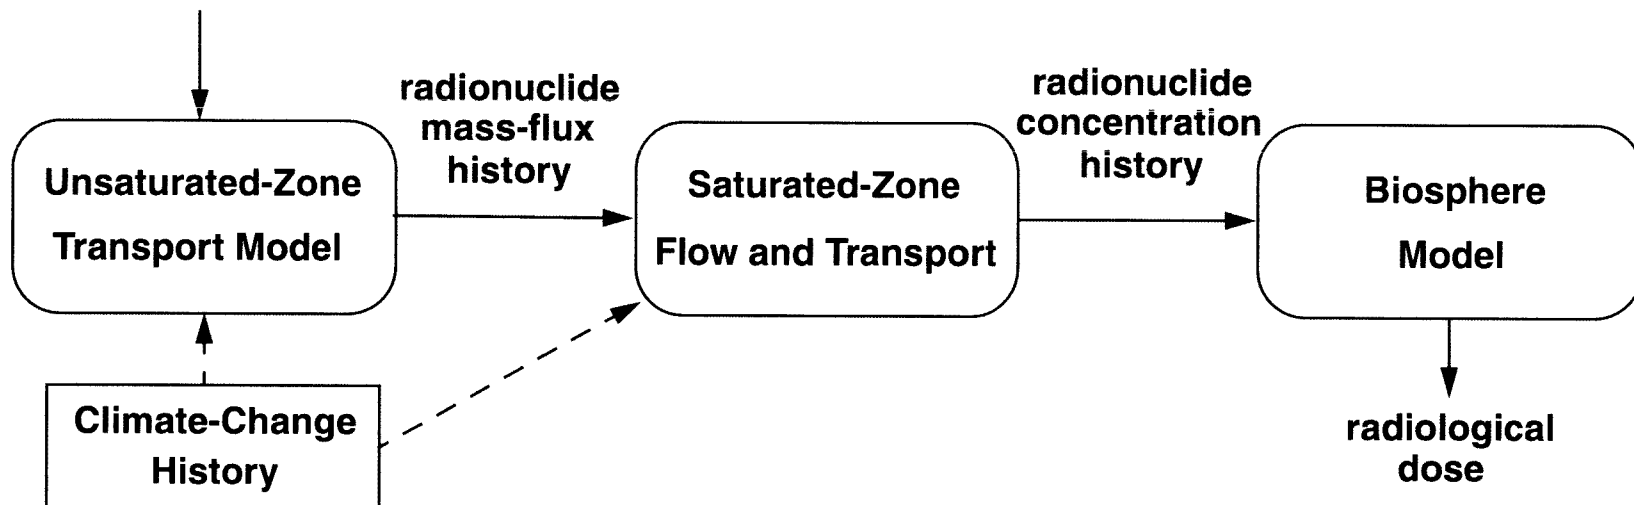 radionuclide
mass-flux
history
radionuclide
concentration
history
Unsaturated-Zone
Transport Model
Saturated-Zone
Flow and Transport
Biosphere
Model
Climate-Change
History
radiological
dose